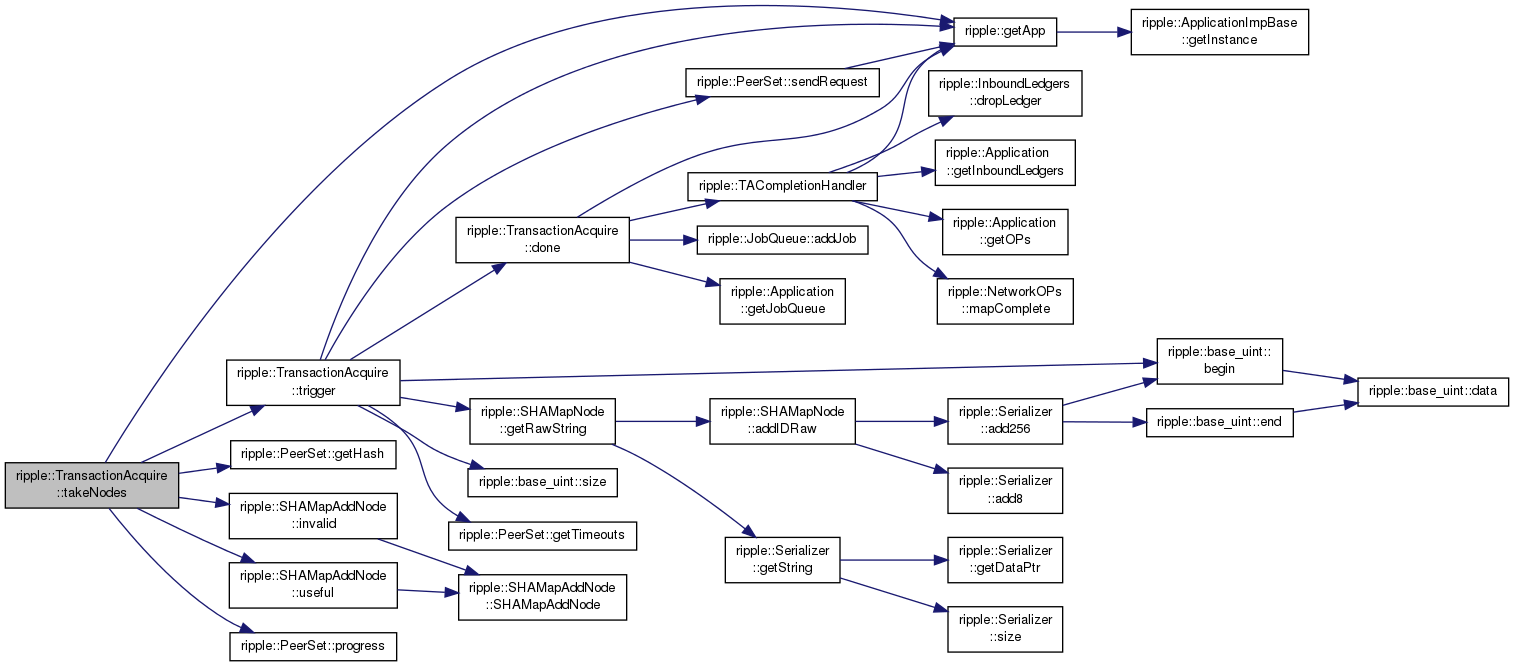 ripple::TransactionAcquire
::takeNodes
ripple::TransactionAcquire
::trigger
ripple::PeerSet::getHash
ripple::SHAMapAddNode
::invalid
ripple::SHAMapAddNode
::useful
ripple::PeerSet::progress
ripple::TransactionAcquire
::done
ripple::SHAMapNode
::getRawString
ripple::base_uint::size
ripple::PeerSet::getTimeouts
ripple::SHAMapAddNode
::SHAMapAddNode
ripple::PeerSet::sendRequest
ripple::TACompletionHandler
ripple::JobQueue::addJob
ripple::Application
::getJobQueue
ripple::SHAMapNode
::addIDRaw
ripple::Serializer
::getString
ripple::getApp
ripple::InboundLedgers
::dropLedger
ripple::Application
::getInboundLedgers
ripple::Application
::getOPs
ripple::NetworkOPs
::mapComplete
ripple::Serializer
::add256
ripple::Serializer
::add8
ripple::Serializer
::getDataPtr
ripple::Serializer
::size
ripple::ApplicationImpBase
::getInstance
ripple::base_uint::
begin
ripple::base_uint::end
ripple::base_uint::data